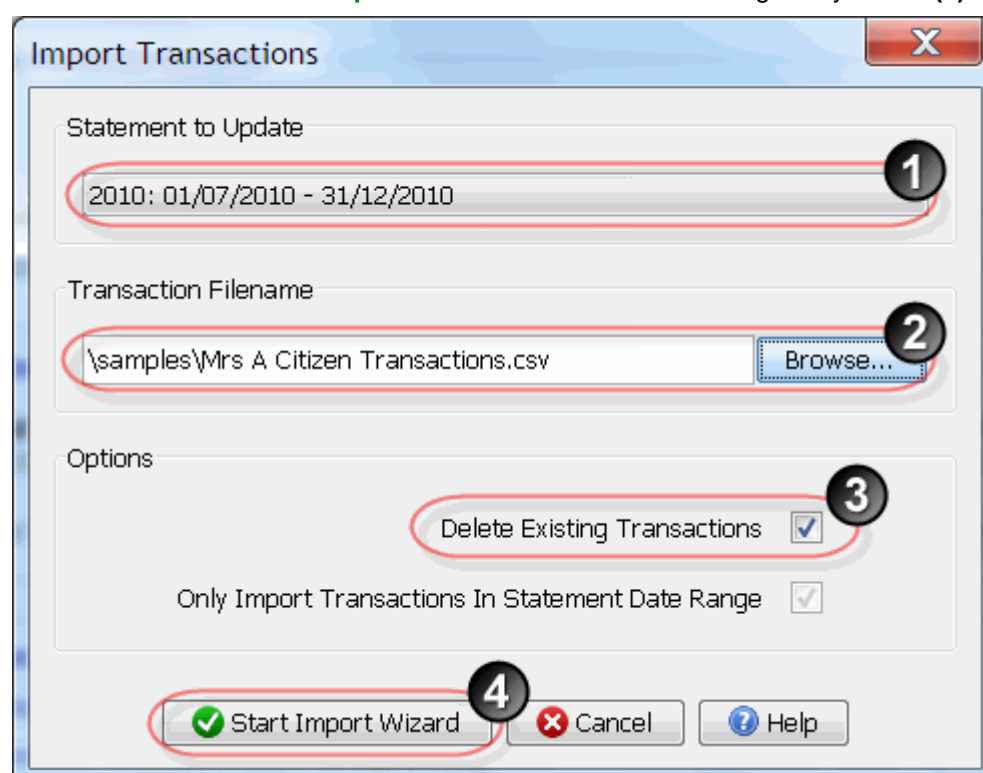 Import Transactions
X
Statement to Update
1
2010: 01/07/2010 - 31/12/2010
Transaction Filename
2
\samples\Mrs A Citizen Transactions.csv Browse...
Options
3
Delete Existing Transactions
Only Import Transactions In Statement Date Range
4
Start Import Wizard Cancel Help